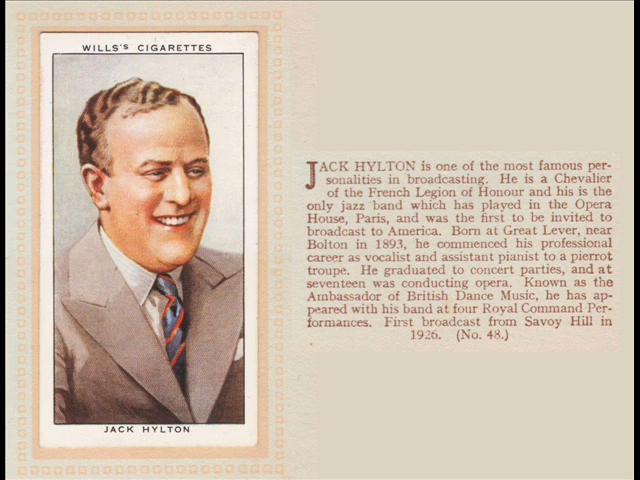 WILL'S'S CIGARETTES
JACK HYLTON
JACK HYLTON is one of the most famous per-
sonalities in broadcasting. He is a Chevalier
of the French Legion of Honour and his is the
only jazz band which has played in the Opera
House, Paris, and was the first to be invited to
broadcast to America. Born at Great Lever, near
Bolton in 1893, he commenced his professional
career as vocalist and assistant pianist to a pierrot
troupe. He graduated to concert parties, and at
seventeen was conducting opera. Known as the
Ambassador of British Dance Music, he has ap-
peared with his band at four Royal Command Per-
formances. First broadcast from Savoy Hill in
1926. (No. 48.)